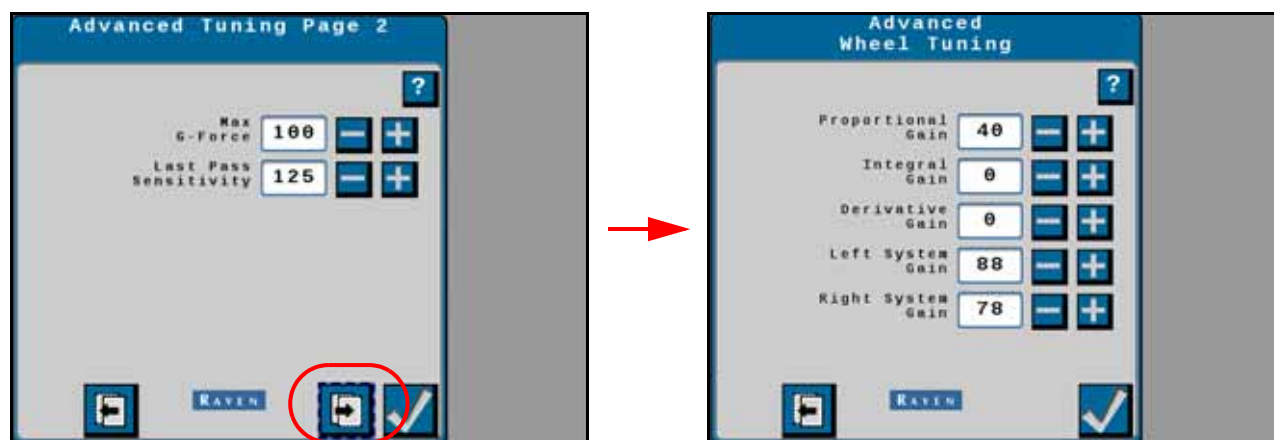 Advanced Tuning Page 2
?
Max
G-Force
100
Last Pass
Sensitivity
125
RAVEN
Advanced
Wheel Tuning
?
Proportional
Gain
40
Integral
Gain
0
Derivative
Gain
0
Left System
Gain
88
Right System
Gain
78
RAVEN